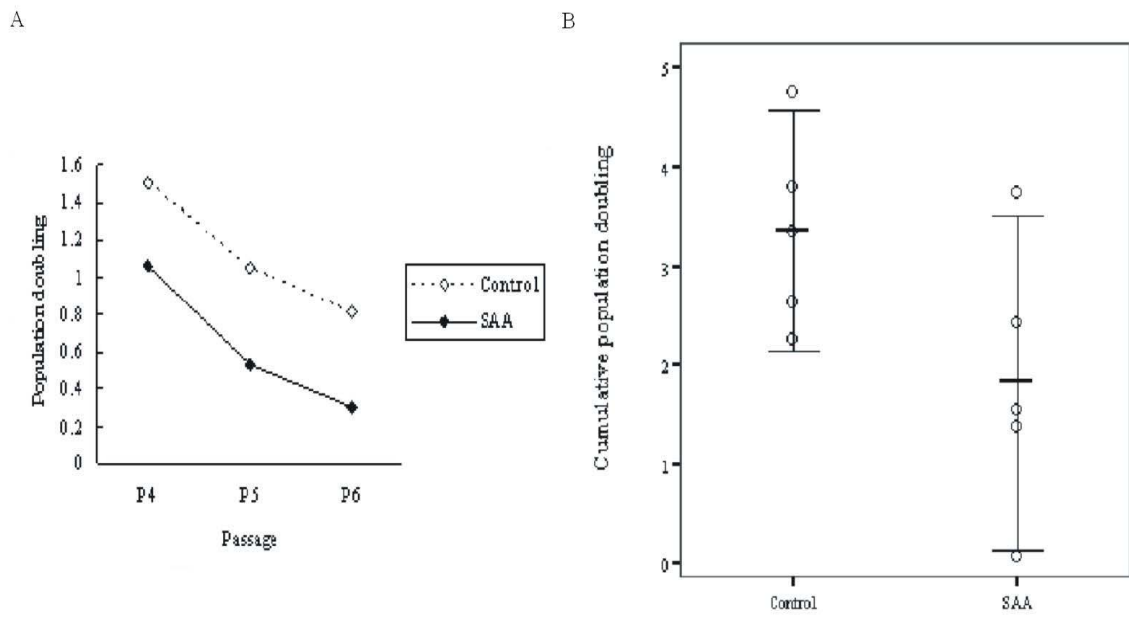 A
B
Population doubling
1.6
1.4
1.2
1
0.8
0.6
0.4
0.2
0
P4 P5 P6
Passage
Control
SAA
Cumulative population doubling
5
4
3
2
1
0
Control SAA